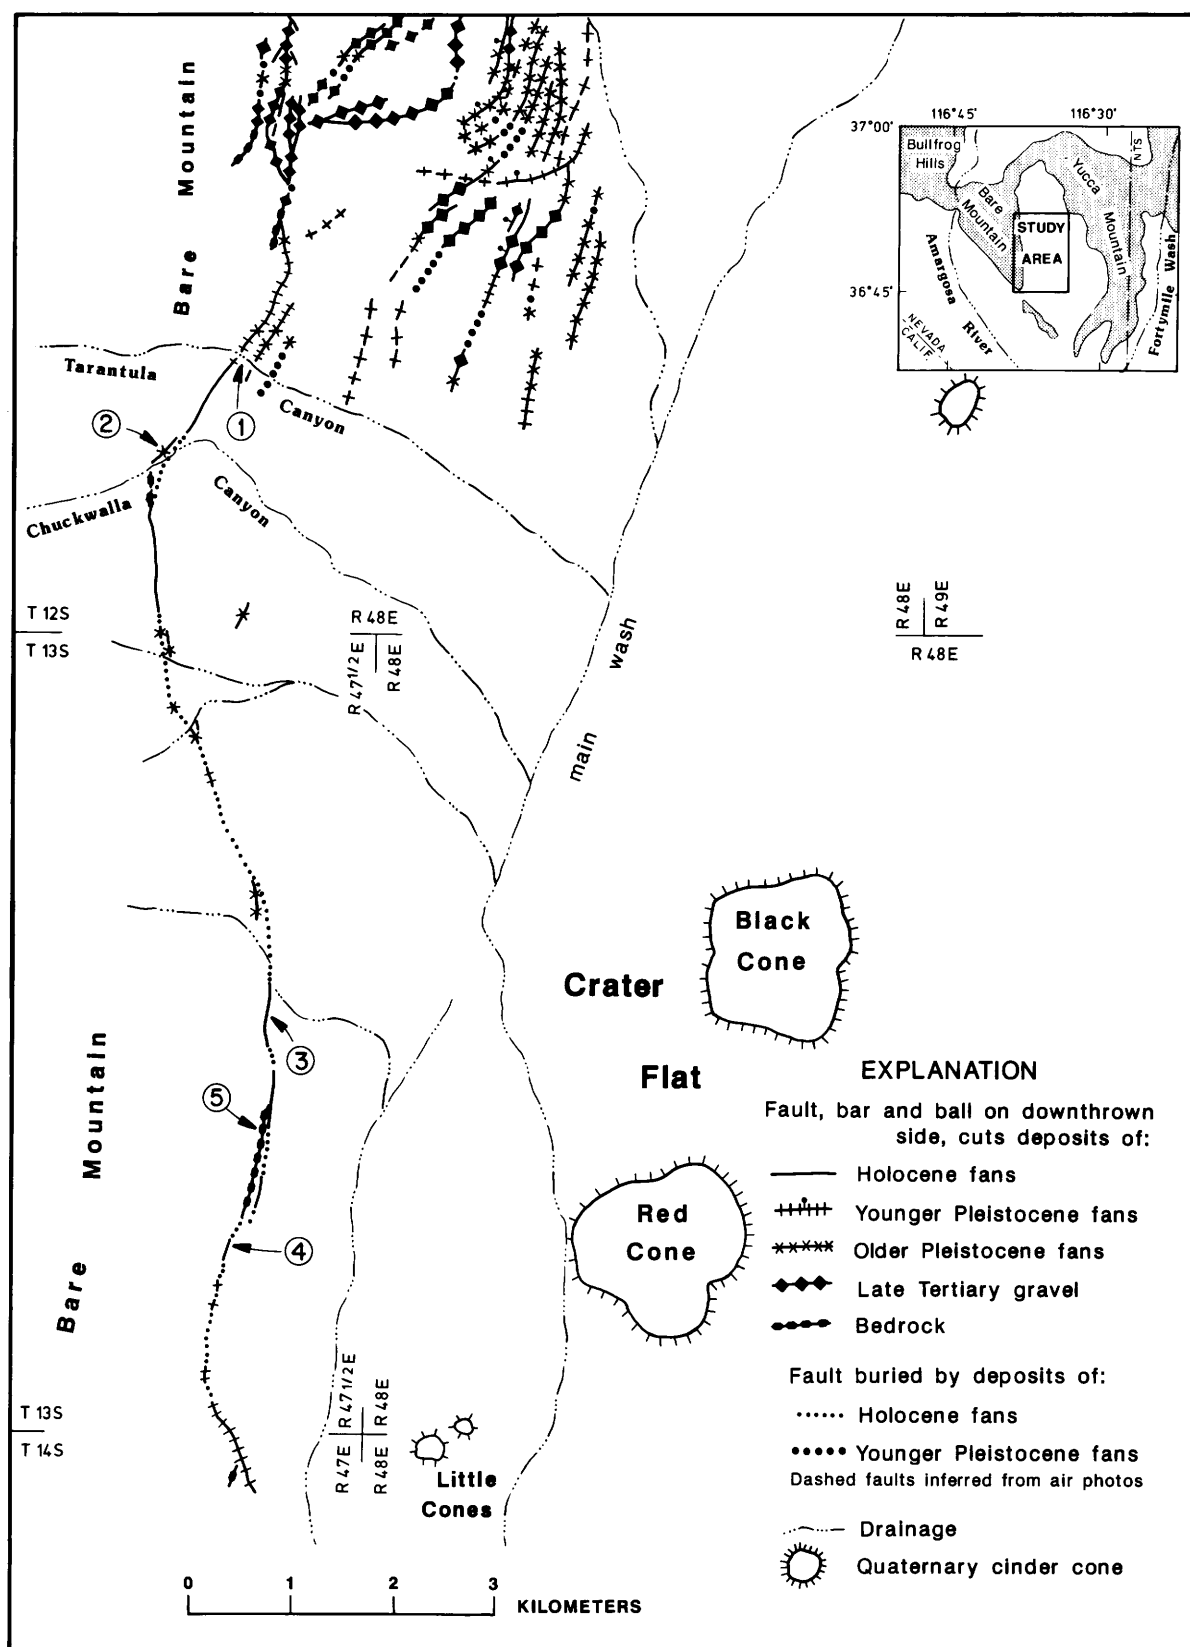 Bare Mountain
116°45'
116°30'
37°00'
36°45'
Bullfrog
Hills
NTS
Yucca
Mountain
Bare
Mountain
STUDY
AREA
Amargosa
River
Fortymile Wash
NEVADA
CALIF.
Tarantula
Canyon
1
2
Chuckwalla
Canyon
T 12S
T 13S
R 48E
R 47 1/2 E
R 48E
R 48E
R 49E
R 48E
main wash
Black
Cone
Crater
Flat
3
5
4
Bare Mountain
Red
Cone
EXPLANATION
Fault, bar and ball on downthrown
side, cuts deposits of:
Holocene fans
Younger Pleistocene fans
Older Pleistocene fans
Late Tertiary gravel
Bedrock
Fault buried by deposits of:
Holocene fans
Younger Pleistocene fans
Dashed faults inferred from air photos
Drainage
Quaternary cinder cone
T 13S
T 14S
R 47 1/2 E
R 48E
R 47E
R 48E
Little
Cones
0 1 2 3
KILOMETERS